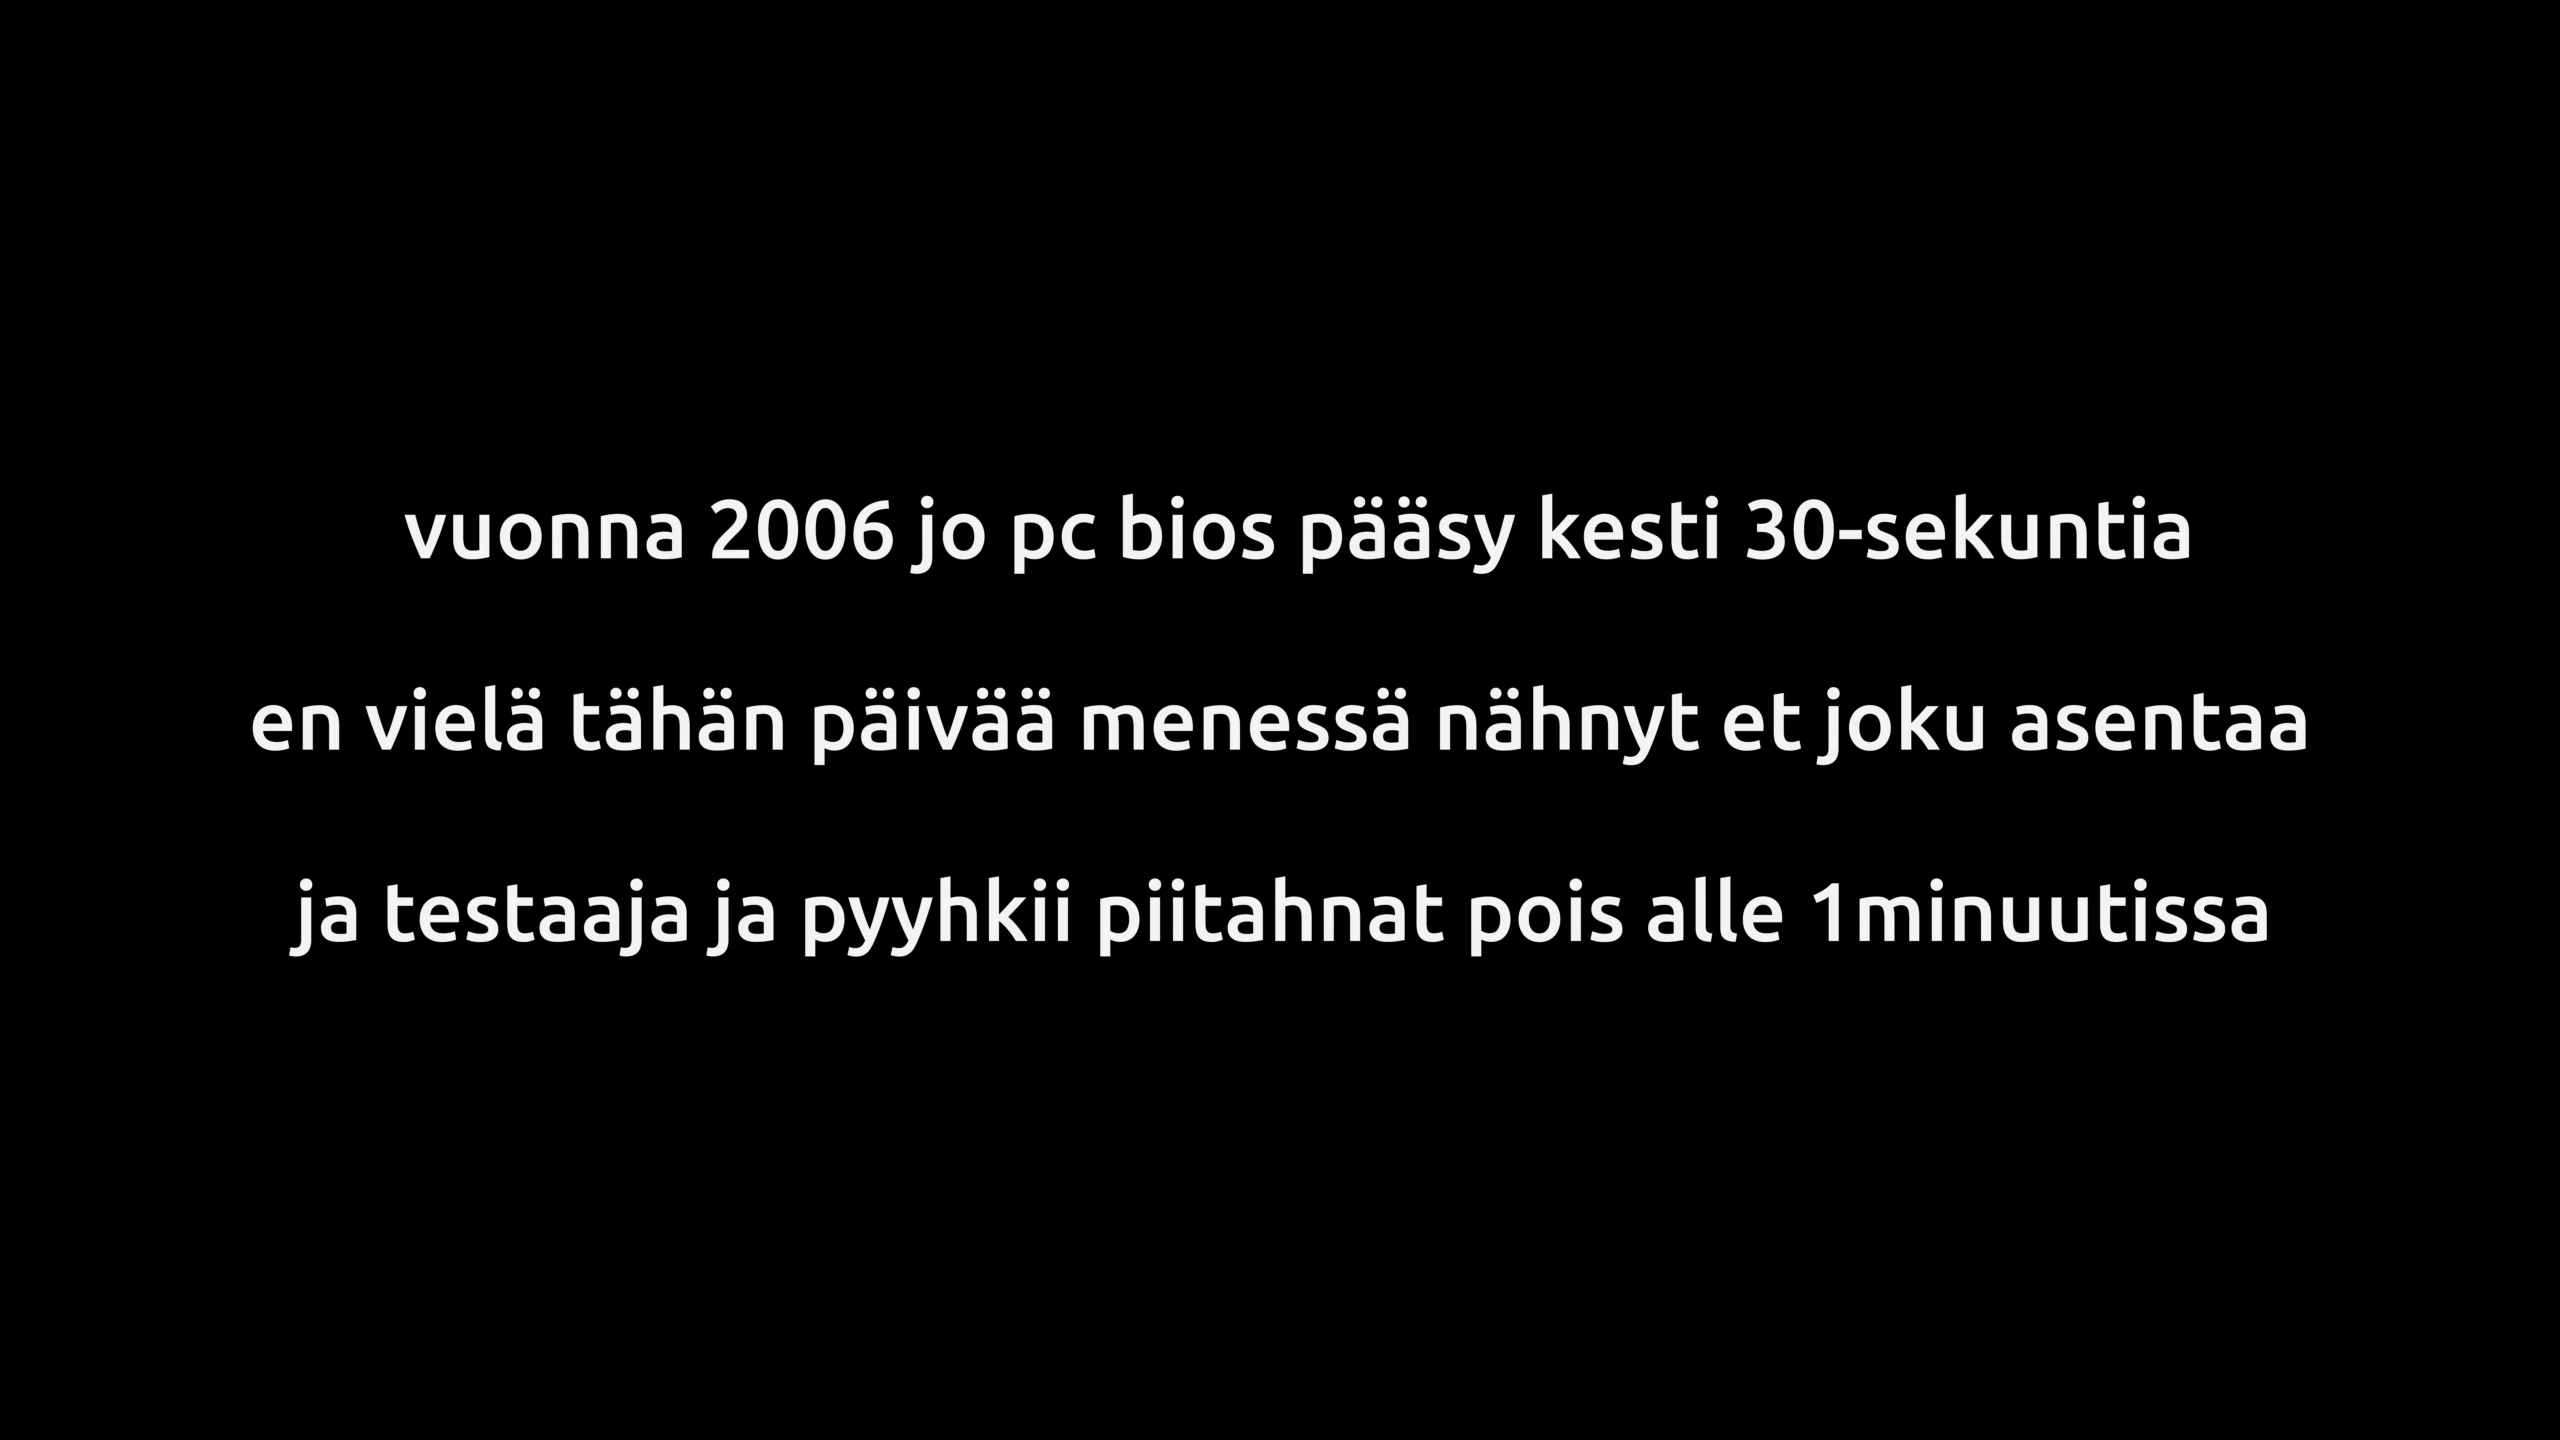 vuonna 2006 jo pc bios pääsy kesti 30-sekuntia
en vielä tähän päivää menessä nähnyt et joku asentaa
ja testaaja ja pyyhkii piitahnat pois alle 1minuutissa